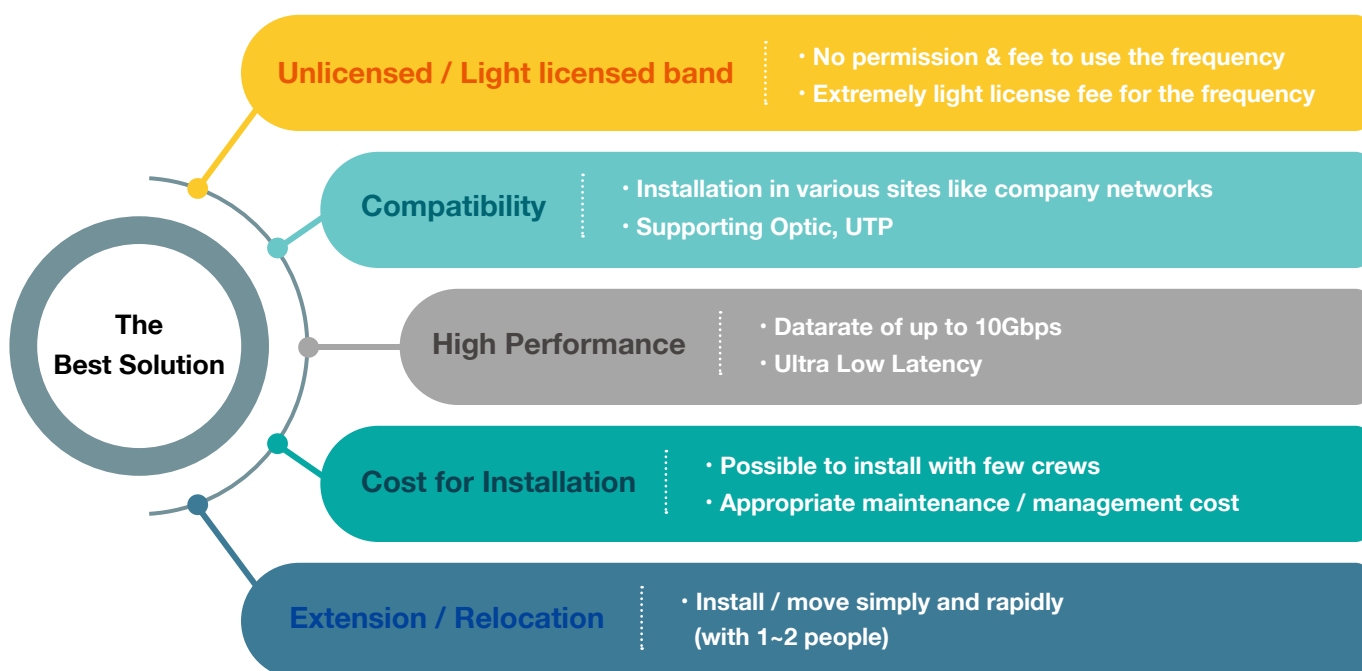 Unlicensed / Light licensed band
· No permission & fee to use the frequency
· Extremely light license fee for the frequency
Compatibility
· Installation in various sites like company networks
· Supporting Optic, UTP
The
Best Solution
High Performance
· Datarate of up to 10Gbps
· Ultra Low Latency
Cost for Installation
· Possible to install with few crews
· Appropriate maintenance / management cost
Extension / Relocation
· Install / move simply and rapidly
(with 1~2 people)